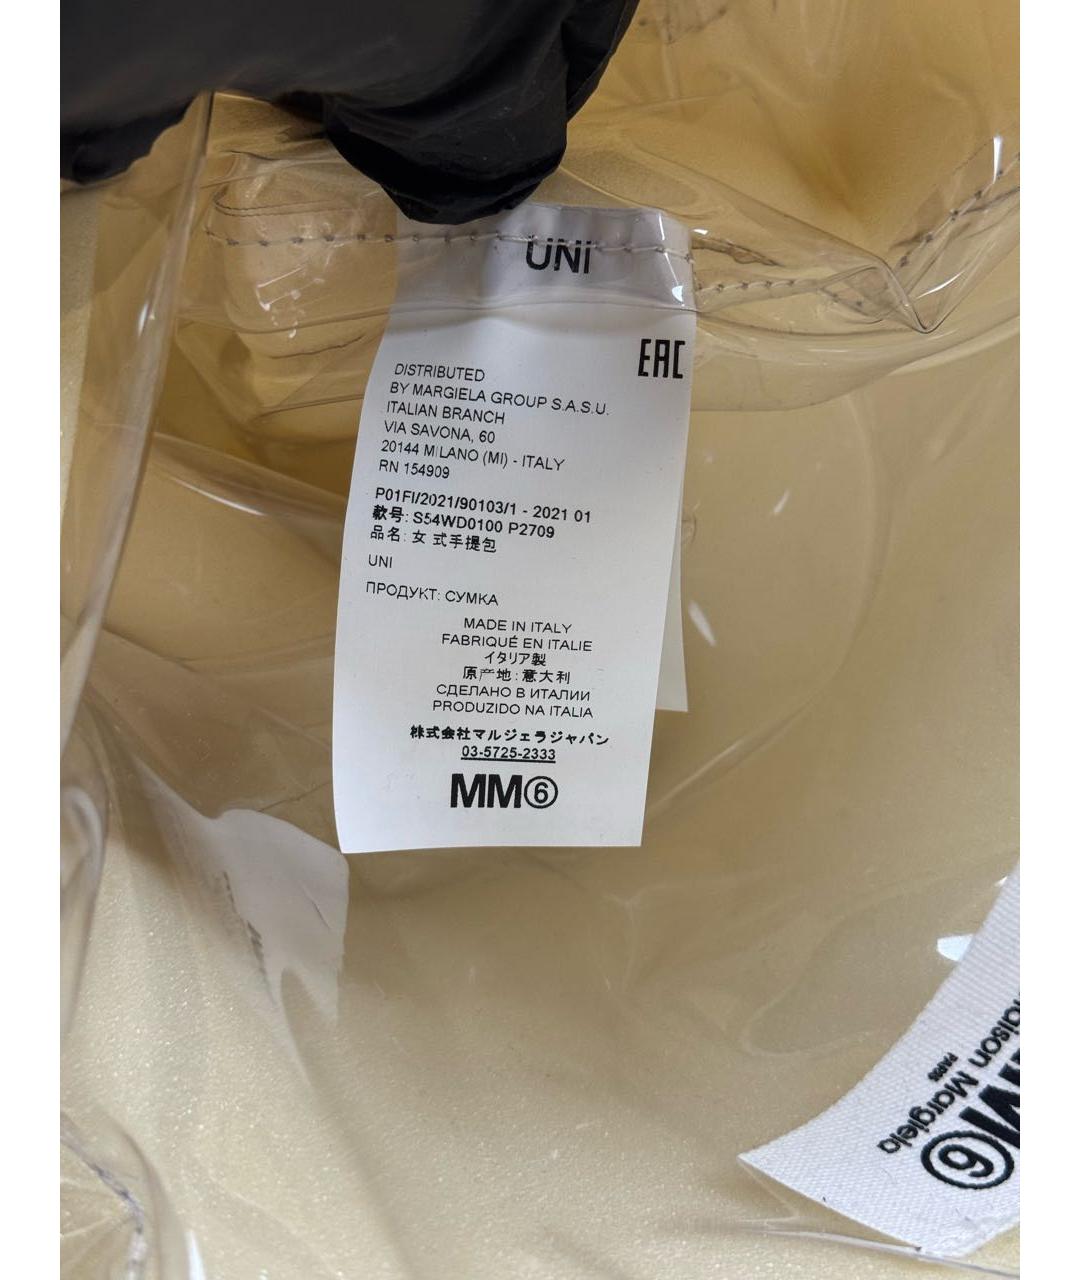 UNI
EAC
DISTRIBUTED
BY MARGIELA GROUP S.A.S.U.
ITALIAN BRANCH
VIA SAVONA, 60
20144 MILANO (MI) - ITALY
RN 154909
P01FI/2021/90103/1 - 2021 01
款号: S54WD0100 P2709
品名: 女 式手提包
UNI
ПРОДУКТ: СУМКА
MADE IN ITALY
FABRIQUÉ EN ITALIE
イタリア製
原产地: 意大利
СДЕЛАНО В ИТАЛИИ
PRODUZIDO NA ITALIA
株式会社マルジェラジャパン
03-5725-2333
MM⑥
Margiela
PARIS